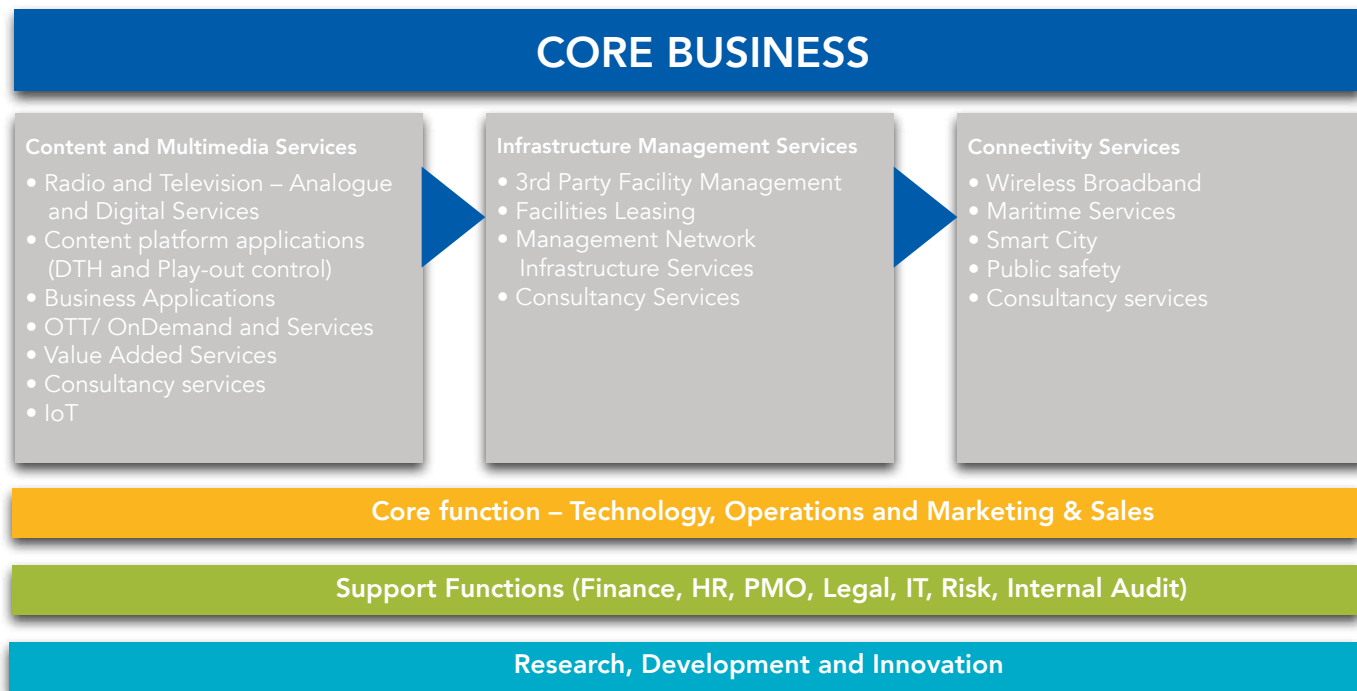 CORE BUSINESS
Content and Multimedia Services
• Radio and Television – Analogue
and Digital Services
• Content platform applications
(DTH and Play-out control)
• Business Applications
• OTT/ OnDemand and Services
• Value Added Services
• Consultancy services
• IoT
Infrastructure Management Services
• 3rd Party Facility Management
• Facilities Leasing
• Management Network
Infrastructure Services
• Consultancy Services
Connectivity Services
• Wireless Broadband
• Maritime Services
• Smart City
• Public safety
• Consultancy services
Core function – Technology, Operations and Marketing & Sales
Support Functions (Finance, HR, PMO, Legal, IT, Risk, Internal Audit)
Research, Development and Innovation